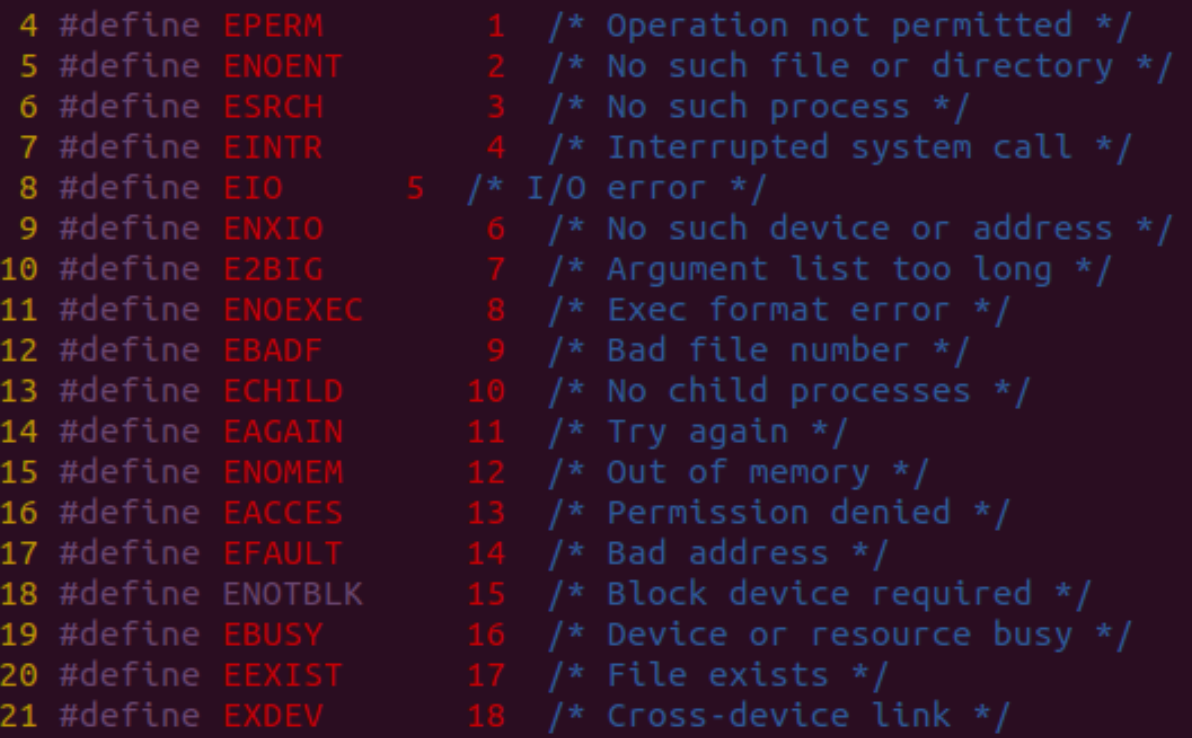 4 #define EPERM 1 /* Operation not permitted */
5 #define ENOENT 2 /* No such file or directory */
6 #define ESRCH 3 /* No such process */
7 #define EINTR 4 /* Interrupted system call */
8 #define EIO 5 /* I/O error */
9 #define ENXIO 6 /* No such device or address */
10 #define E2BIG 7 /* Argument list too long */
11 #define ENOEXEC 8 /* Exec format error */
12 #define EBADF 9 /* Bad file number */
13 #define ECHILD 10 /* No child processes */
14 #define EAGAIN 11 /* Try again */
15 #define ENOMEM 12 /* Out of memory */
16 #define EACCES 13 /* Permission denied */
17 #define EFAULT 14 /* Bad address */
18 #define ENOTBLK 15 /* Block device required */
19 #define EBUSY 16 /* Device or resource busy */
20 #define EEXIST 17 /* File exists */
21 #define EXDEV 18 /* Cross-device link */